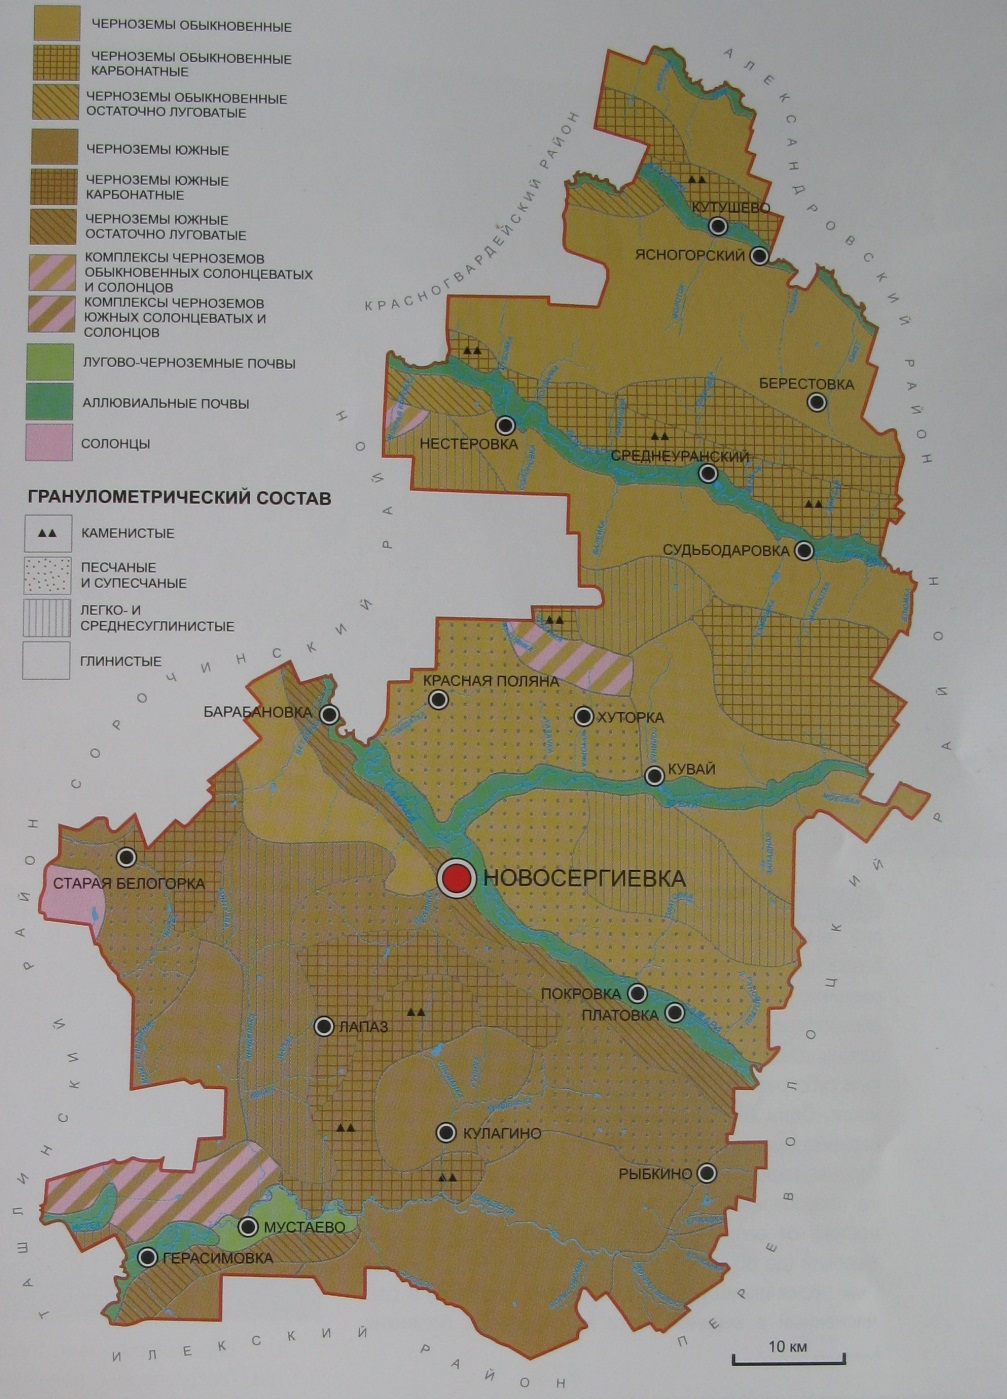 ЧЕРНОЗЕМЫ ОБЫКНОВЕННЫЕ
ЧЕРНОЗЕМЫ ОБЫКНОВЕННЫЕ
КАРБОНАТНЫЕ
ЧЕРНОЗЕМЫ ОБЫКНОВЕННЫЕ
ОСТАТОЧНО ЛУГОВАТЫЕ
ЧЕРНОЗЕМЫ ЮЖНЫЕ
ЧЕРНОЗЕМЫ ЮЖНЫЕ
КАРБОНАТНЫЕ
ЧЕРНОЗЕМЫ ЮЖНЫЕ
ОСТАТОЧНО ЛУГОВАТЫЕ
КОМПЛЕКСЫ ЧЕРНОЗЕМОВ
ОБЫКНОВЕННЫХ СОЛОНЦЕВАТЫХ
И СОЛОНЦОВ
КОМПЛЕКСЫ ЧЕРНОЗЕМОВ
ЮЖНЫХ СОЛОНЦЕВАТЫХ И
СОЛОНЦОВ
ЛУГОВО-ЧЕРНОЗЕМНЫЕ ПОЧВЫ
АЛЛЮВИАЛЬНЫЕ ПОЧВЫ
СОЛОНЦЫ
ГРАНУЛОМЕТРИЧЕСКИЙ СОСТАВ
КАМЕНИСТЫЕ
ПЕСЧАНЫЕ
И СУПЕСЧАНЫЕ
ЛЕГКО- И
СРЕДНЕСУГЛИНИСТЫЕ
ГЛИНИСТЫЕ
АЛЕКСАНДРОВСКИЙ РАЙОН
КРАСНОГВАРДЕЙСКИЙ РАЙОН
КУТУШЕВО
ЯСНОГОРСКИЙ
БЕРЕСТОВКА
НЕСТЕРОВКА
СРЕДНЕУРАНСКИЙ
СУДЬБОДАРОВКА
СОРОЧИНСКИЙ РАЙОН
КРАСНАЯ ПОЛЯНА
БАРАБАНОВКА
ХУТОРКА
КУВАЙ
СТАРАЯ БЕЛОГОРКА
НОВОСЕРГИЕВКА
ПОКРОВКА
ПЛАТОВКА
ЛАПАЗ
КУЛАГИНО
РЫБКИНО
МУСТАЕВО
ГЕРАСИМОВКА
ТАШЛИНСКИЙ РАЙОН
ИЛЕКСКИЙ РАЙОН
ПЕРЕВОЛОЦКИЙ РАЙОН
10 км